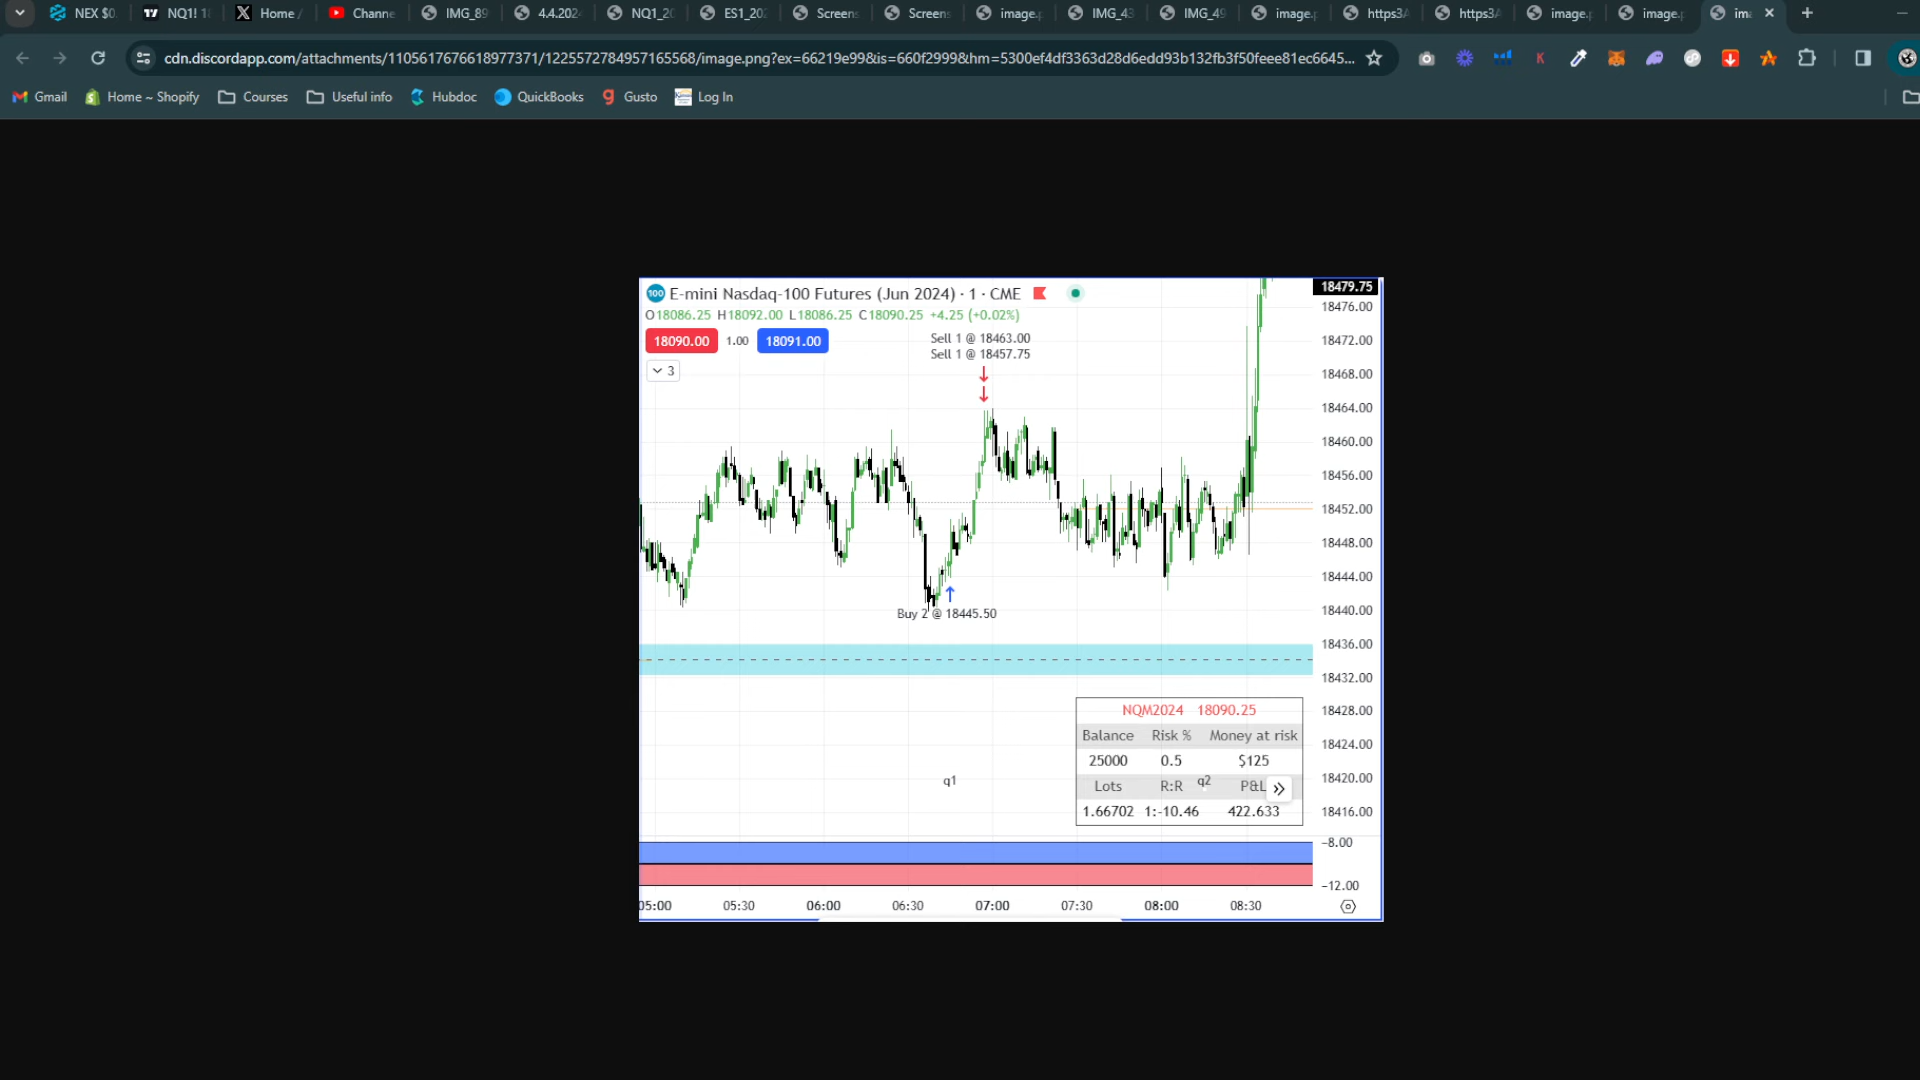 NEX $0.
NQ1! 1
Home /
Channe
IMG_89
4.4.202
NQ1_20
ES1_202
Screens
Screens
image.
IMG_43
IMG_49
image.
https3A
https3A
image.
image.
im
cdn.discordapp.com/attachments/1105617676618977371/1225572784957165568/image.png?ex=66219e99&is=660f2999&hm=5300ef4df3363d28d6edd93b132fb3f50feee81ec6645...
Gmail
Home ~ Shopify
Courses
Useful info
Hubdoc
QuickBooks
Gusto
Log In
100 E-mini Nasdaq-100 Futures (Jun 2024) · 1 · CME
O18086.25 H18092.00 L18086.25 C18090.25 +4.25 (+0.02%)
18090.00 1.00 18091.00
3
Sell 1 @ 18463.00
Sell 1 @ 18457.75
Buy 2 @ 18445.50
18479.75
18476.00
18472.00
18468.00
18464.00
18460.00
18456.00
18452.00
18448.00
18444.00
18440.00
18436.00
18432.00
18428.00
18424.00
18420.00
18416.00
-8.00
-12.00
q1
NQM2024 18090.25
Balance Risk % Money at risk
25000 0.5 $125
Lots R:R q2 P&L
1.66702 1:-10.46 422.633
05:00 05:30 06:00 06:30 07:00 07:30 08:00 08:30